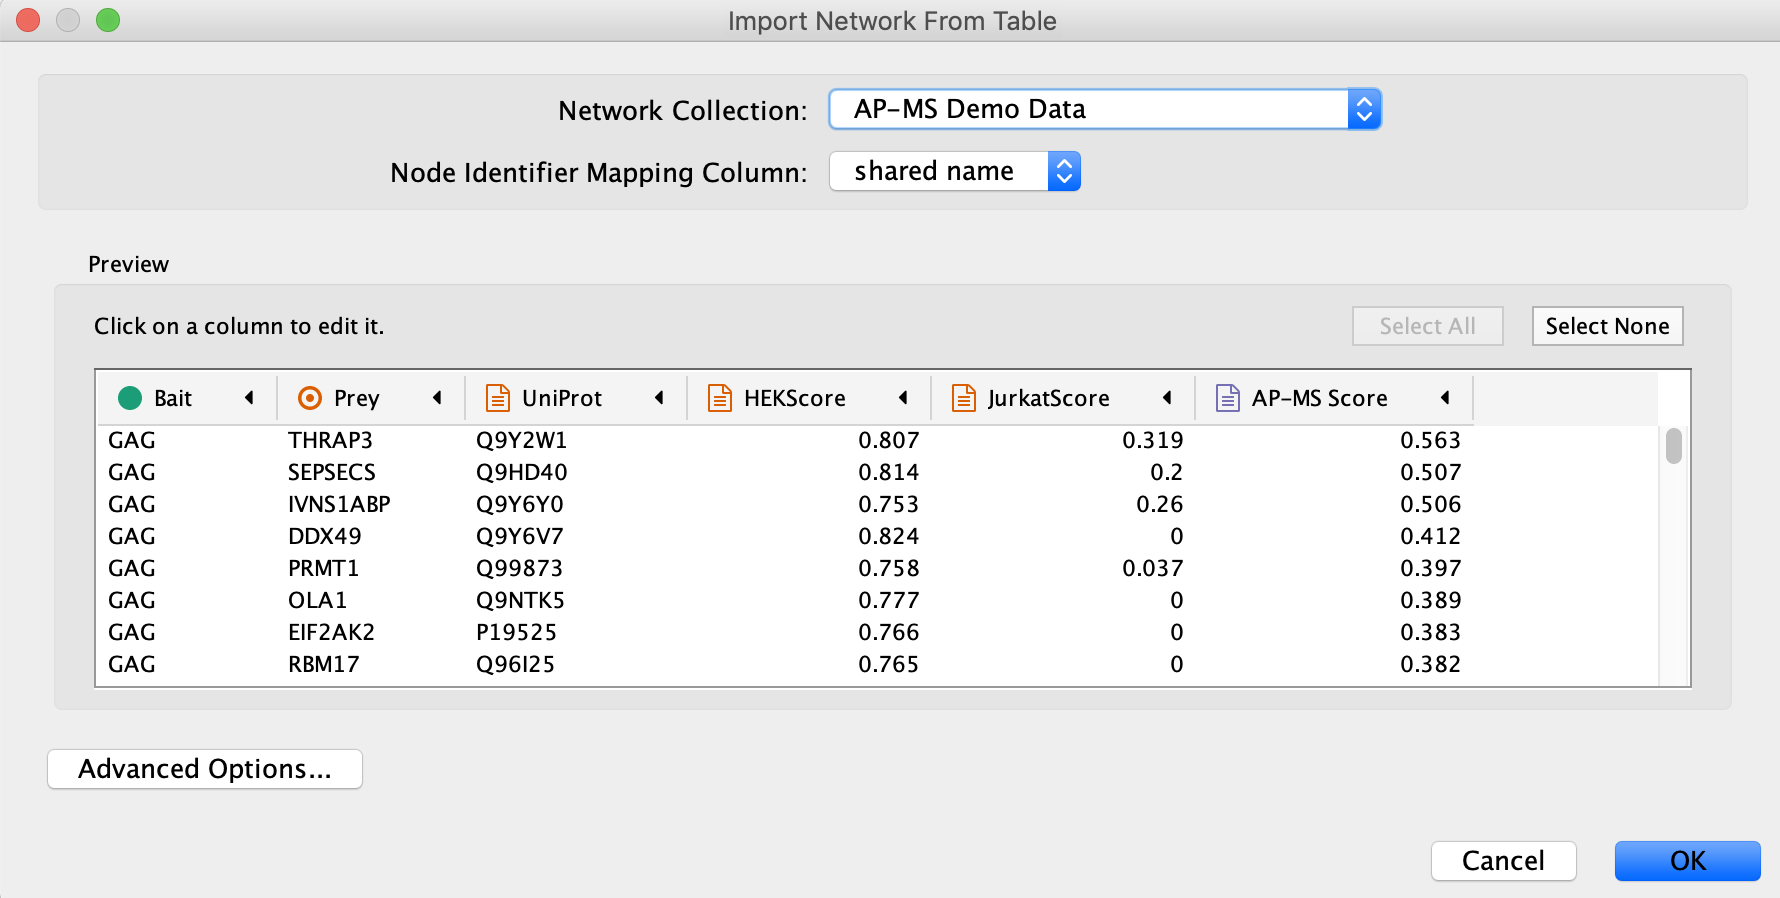 Import Network From Table
Network Collection: AP-MS Demo Data
Node Identifier Mapping Column: shared name
Preview
Click on a column to edit it. Select All Select None
Bait Prey UniProt HEKScore JurkatScore AP-MS Score
GAG THRAP3 Q9Y2W1 0.807 0.319 0.563
GAG SEPSECS Q9HD40 0.814 0.2 0.507
GAG IVNS1ABP Q9Y6Y0 0.753 0.26 0.506
GAG DDX49 Q9Y6V7 0.824 0 0.412
GAG PRMT1 Q99873 0.758 0.037 0.397
GAG OLA1 Q9NTK5 0.777 0 0.389
GAG EIF2AK2 P19525 0.766 0 0.383
GAG RBM17 Q96I25 0.765 0 0.382
Advanced Options...
Cancel OK